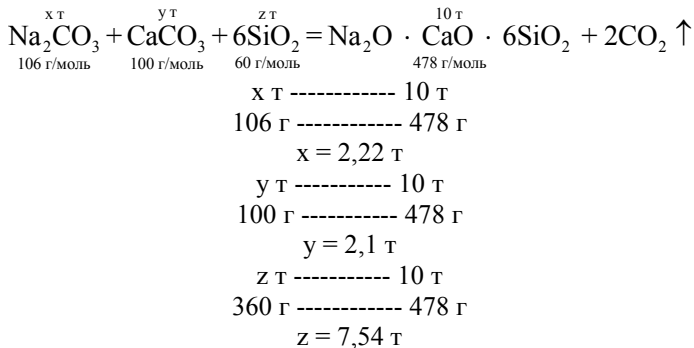 x т y т z т 10 т
Na₂CO₃ + CaCO₃ + 6SiO₂ = Na₂O · CaO · 6SiO₂ + 2CO₂ ↑
106 г/моль 100 г/моль 60 г/моль 478 г/моль
x т ------------ 10 т
106 г ------------ 478 г
x = 2,22 т
y т ----------- 10 т
100 г ----------- 478 г
y = 2,1 т
z т ----------- 10 т
360 г ------------ 478 г
z = 7,54 т